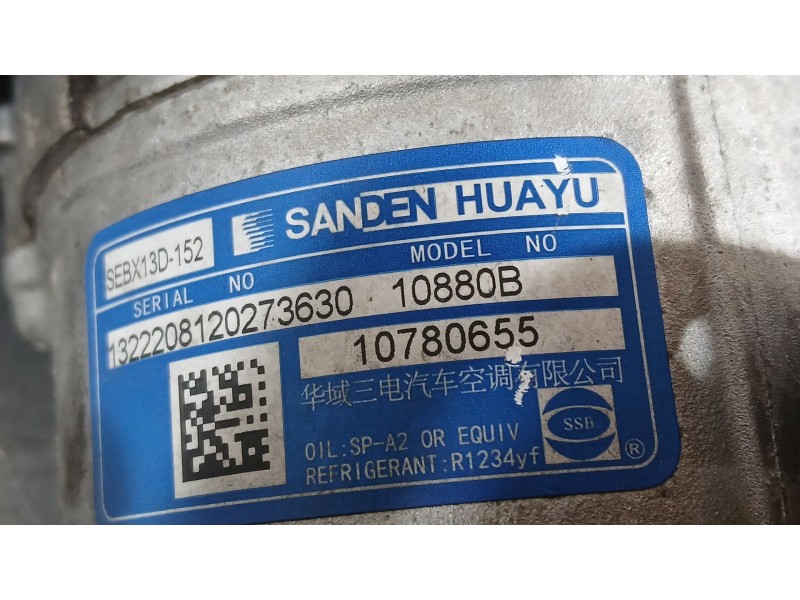 SEBX13D-152 SANDEN HUAYU
SERIAL NO MODEL NO
1322208120273630 10880B
10780655
华域三电汽车空调有限公司
OIL:SP-A2 OR EQUIV
REFRIGERANT:R1234yf
SSB ®